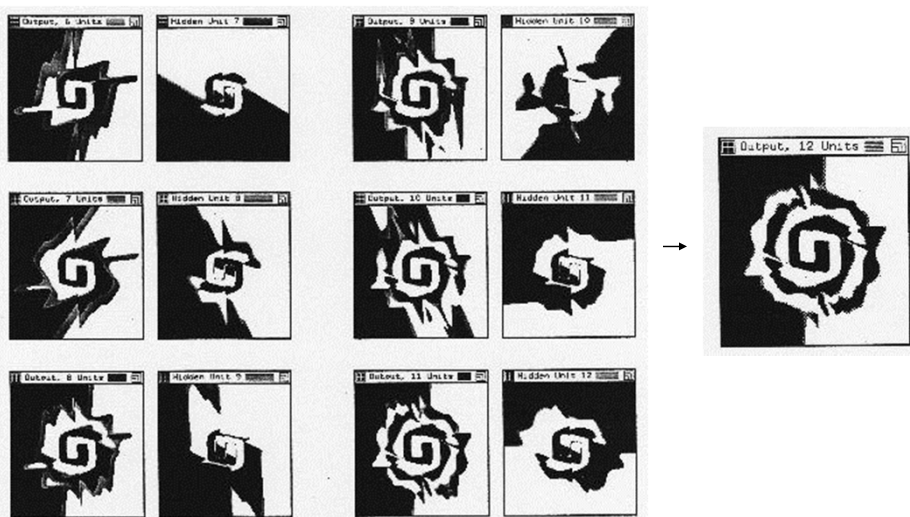 Output, 6 Units
Hidden Unit 7
Output, 9 Units
Hidden Unit 10
Output, 12 Units
Output, 7 Units
Hidden Unit 8
Output, 10 Units
Hidden Unit 11
Output, 8 Units
Hidden Unit 9
Output, 11 Units
Hidden Unit 12